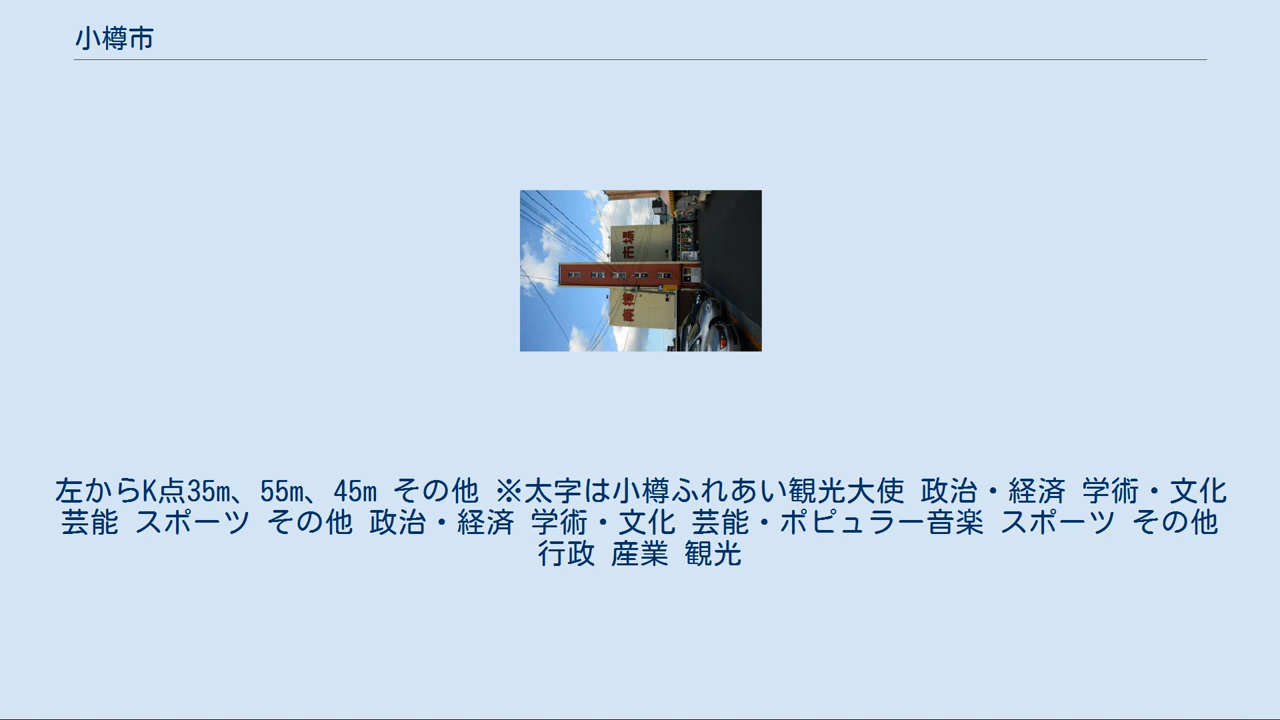 小樽市
南樽市場
左からK点35m、55m、45m その他 ※太字は小樽ふれあい観光大使 政治・経済 学術・文化
芸能 スポーツ その他 政治・経済 学術・文化 芸能・ポピュラー音楽 スポーツ その他
行政 産業 観光